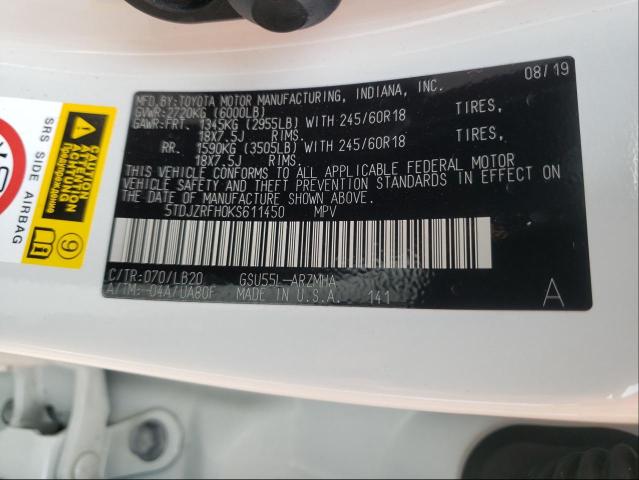 MFD. BY:TOYOTA MOTOR MANUFACTURING, INDIANA, INC. 08/19
GVWR:2720KG (6000LB)
GAWR:FRT. 1345KG (2955LB) WITH 245/60R18 TIRES,
18X7.5J RIMS.
RR. 1590KG (3505LB) WITH 245/60R18 TIRES,
18X7.5J RIMS.
THIS VEHICLE CONFORMS TO ALL APPLICABLE FEDERAL MOTOR
VEHICLE SAFETY AND THEFT PREVENTION STANDARDS IN EFFECT ON
THE DATE OF MANUFACTURE SHOWN ABOVE.
5TDJZRFH0KS611450 MPV
C/TR:070/LB20 GSU55L-ARZMHA
A/TM:-04A/UA80F MADE IN U.S.A. 141 A
SRS SIDE AIRBAG
CAUTION
ACHTUNG
ATTENTION
9